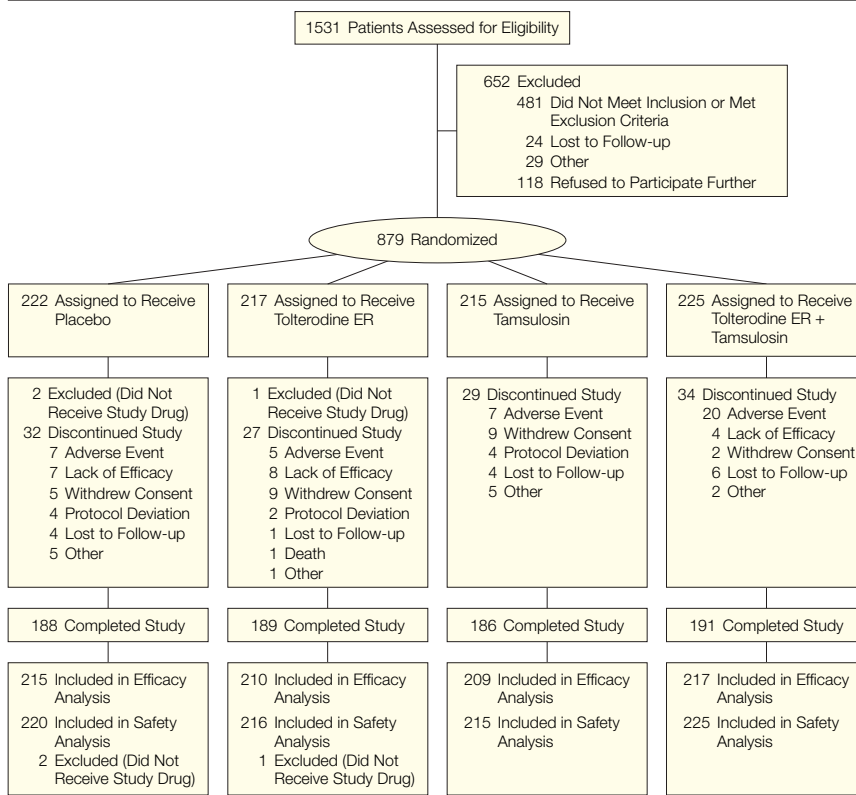 1531 Patients Assessed for Eligibility
652 Excluded
481 Did Not Meet Inclusion or Met
Exclusion Criteria
24 Lost to Follow-up
29 Other
118 Refused to Participate Further
879 Randomized
222 Assigned to Receive
Placebo
217 Assigned to Receive
Tolterodine ER
215 Assigned to Receive
Tamsulosin
225 Assigned to Receive
Tolterodine ER +
Tamsulosin
2 Excluded (Did Not
Receive Study Drug)
32 Discontinued Study
7 Adverse Event
7 Lack of Efficacy
5 Withdrew Consent
4 Protocol Deviation
4 Lost to Follow-up
5 Other
1 Excluded (Did Not
Receive Study Drug)
27 Discontinued Study
5 Adverse Event
8 Lack of Efficacy
9 Withdrew Consent
2 Protocol Deviation
1 Lost to Follow-up
1 Death
1 Other
29 Discontinued Study
7 Adverse Event
9 Withdrew Consent
4 Protocol Deviation
4 Lost to Follow-up
5 Other
34 Discontinued Study
20 Adverse Event
4 Lack of Efficacy
2 Withdrew Consent
6 Lost to Follow-up
2 Other
188 Completed Study
189 Completed Study
186 Completed Study
191 Completed Study
215 Included in Efficacy
Analysis
220 Included in Safety
Analysis
2 Excluded (Did Not
Receive Study Drug)
210 Included in Efficacy
Analysis
216 Included in Safety
Analysis
1 Excluded (Did Not
Receive Study Drug)
209 Included in Efficacy
Analysis
215 Included in Safety
Analysis
217 Included in Efficacy
Analysis
225 Included in Safety
Analysis